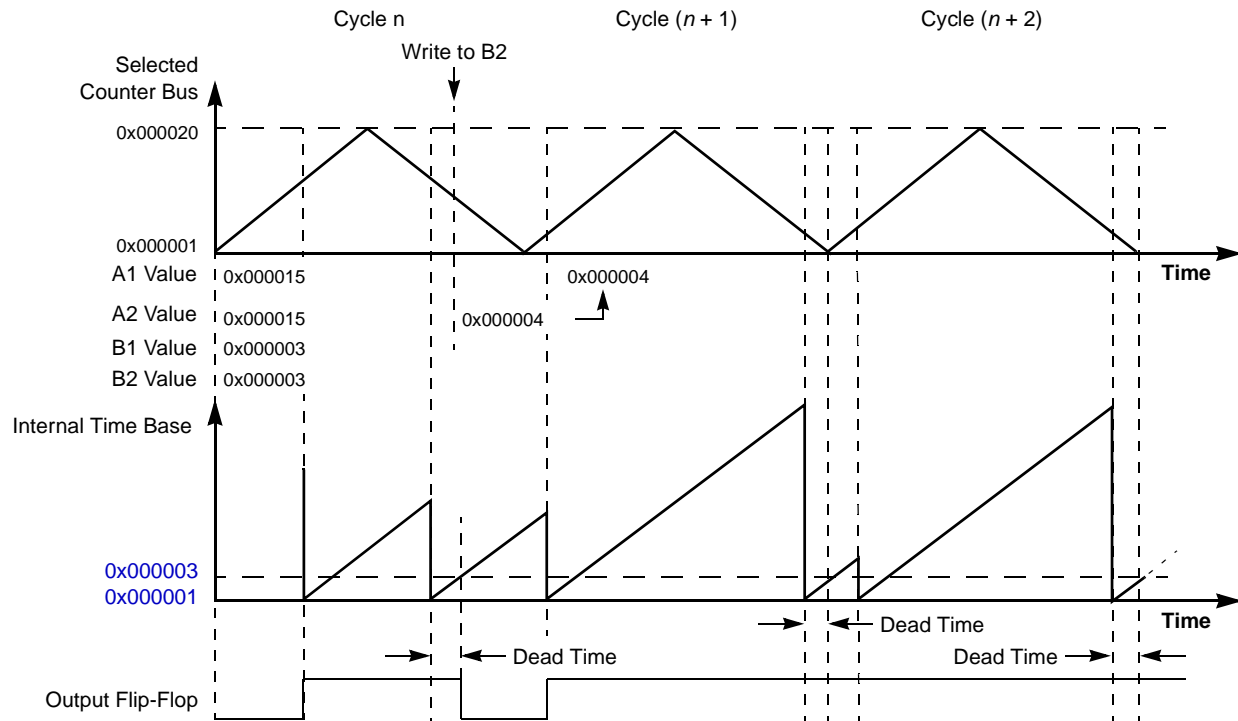 Cycle n
Cycle (n + 1)
Cycle (n + 2)
Write to B2
Selected
Counter Bus
0x000020
0x000001
Time
A1 Value 0x000015 0x000004
A2 Value 0x000015 0x000004
B1 Value 0x000003
B2 Value 0x000003
Internal Time Base
0x000003
0x000001
Time
Dead Time
Dead Time
Dead Time
Output Flip-Flop